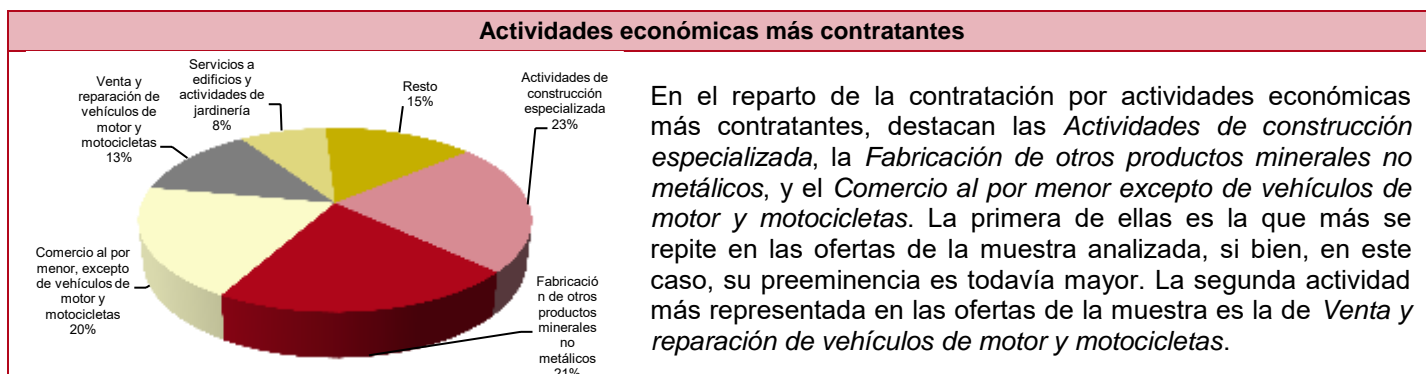 Actividades económicas más contratantes
Servicios a
edificios y
actividades de
jardinería
8%
Venta y
reparación de
vehículos de
motor y
motocicletas
13%
Resto
15%
Actividades de
construcción
especializada
23%
Comercio al por
menor, excepto
de vehículos de
motor y
motocicletas
20%
Fabricació
n de otros
productos
minerales
no
metálicos
21%
En el reparto de la contratación por actividades económicas
más contratantes, destacan las Actividades de construcción
especializada, la Fabricación de otros productos minerales no
metálicos, y el Comercio al por menor excepto de vehículos de
motor y motocicletas. La primera de ellas es la que más se
repite en las ofertas de la muestra analizada, si bien, en este
caso, su preeminencia es todavía mayor. La segunda actividad
más representada en las ofertas de la muestra es la de Venta y
reparación de vehículos de motor y motocicletas.